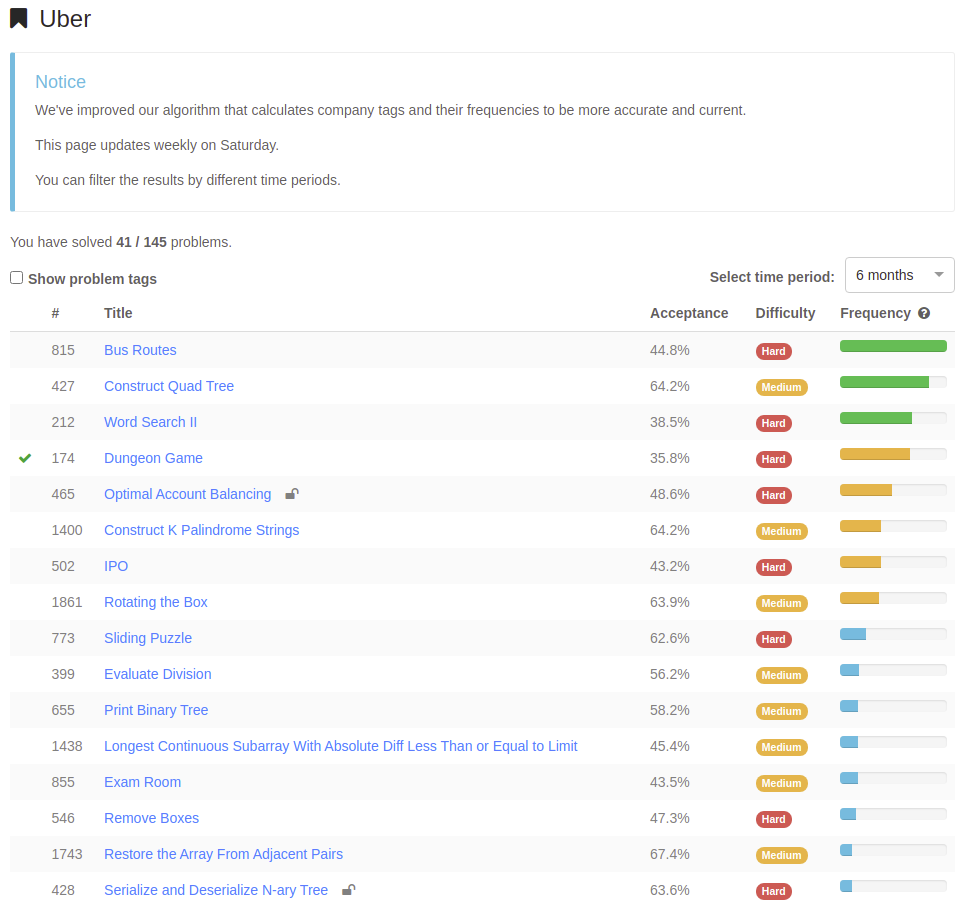 Uber
Notice
We've improved our algorithm that calculates company tags and their frequencies to be more accurate and current.
This page updates weekly on Saturday.
You can filter the results by different time periods.
You have solved 41 / 145 problems.
Show problem tags Select time period: 6 months
# Title Acceptance Difficulty Frequency ?
815 Bus Routes 44.8% Hard
427 Construct Quad Tree 64.2% Medium
212 Word Search II 38.5% Hard
174 Dungeon Game 35.8% Hard
465 Optimal Account Balancing 48.6% Hard
1400 Construct K Palindrome Strings 64.2% Medium
502 IPO 43.2% Hard
1861 Rotating the Box 63.9% Medium
773 Sliding Puzzle 62.6% Hard
399 Evaluate Division 56.2% Medium
655 Print Binary Tree 58.2% Medium
1438 Longest Continuous Subarray With Absolute Diff Less Than or Equal to Limit 45.4% Medium
855 Exam Room 43.5% Medium
546 Remove Boxes 47.3% Hard
1743 Restore the Array From Adjacent Pairs 67.4% Medium
428 Serialize and Deserialize N-ary Tree 63.6% Hard